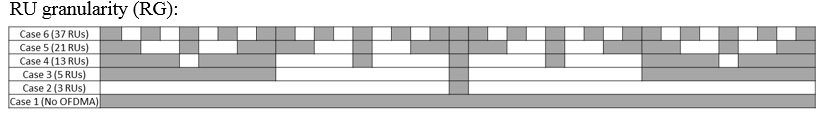 RU granularity (RG):
Case 6 (37 RUs)
Case 5 (21 RUs)
Case 4 (13 RUs)
Case 3 (5 RUs)
Case 2 (3 RUs)
Case 1 (No OFDMA)